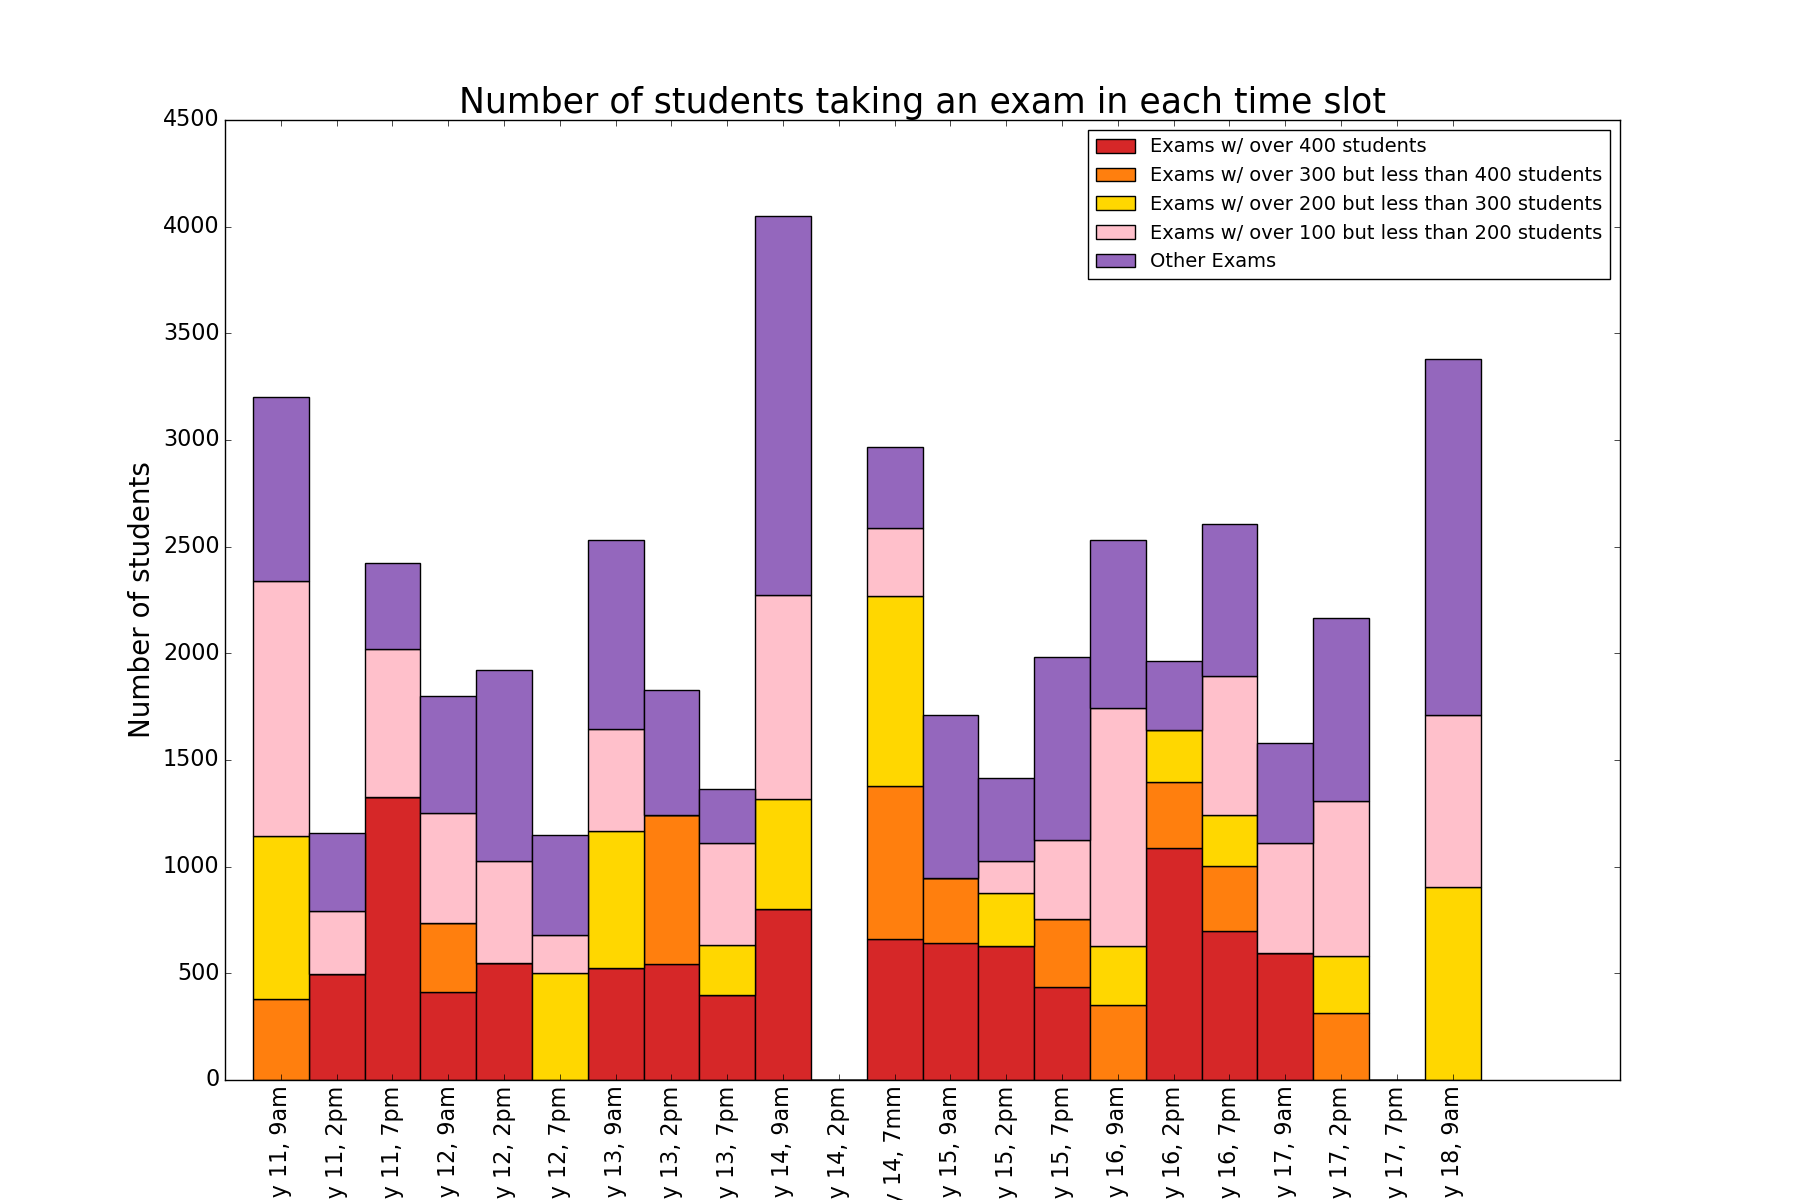 Number of students taking an exam in each time slot
Exams w/ over 400 students
Exams w/ over 300 but less than 400 students
Exams w/ over 200 but less than 300 students
Exams w/ over 100 but less than 200 students
Other Exams
Number of students
4500
4000
3500
3000
2500
2000
1500
1000
500
0
y 11, 9am
y 11, 2pm
y 11, 7pm
y 12, 9am
y 12, 2pm
y 12, 7pm
y 13, 9am
y 13, 2pm
y 13, 7pm
y 14, 9am
y 14, 2pm
y 14, 7mm
y 15, 9am
y 15, 2pm
y 15, 7pm
y 16, 9am
y 16, 2pm
y 16, 7pm
y 17, 9am
y 17, 2pm
y 17, 7pm
y 18, 9am